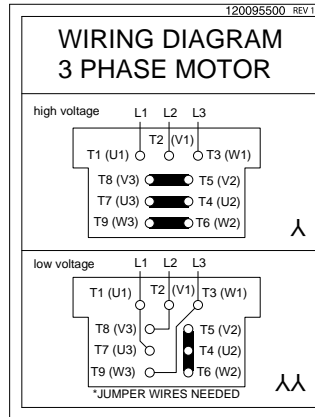 120095500 REV 1
WIRING DIAGRAM
3 PHASE MOTOR
high voltage L1 L2 L3
T2 (V1)
T1 (U1) T3 (W1)
T8 (V3) T5 (V2)
T7 (U3) T4 (U2)
T9 (W3) T6 (W2)
low voltage L1 L2 L3
T1 (U1) T2 (V1) T3 (W1)
T8 (V3) T5 (V2)
T7 (U3) T4 (U2)
T9 (W3) T6 (W2)
*JUMPER WIRES NEEDED